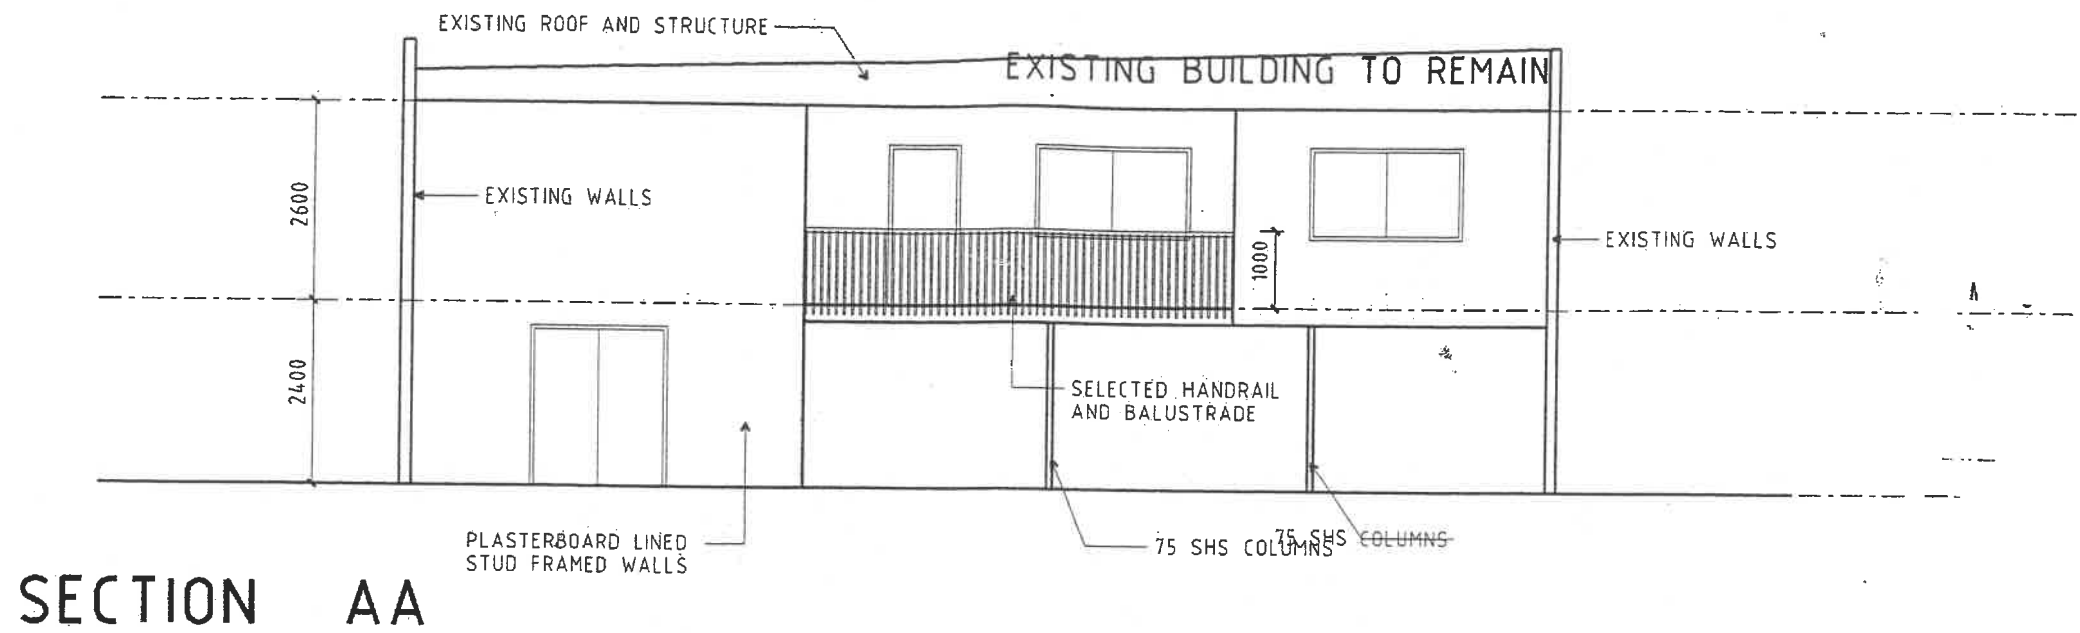 EXISTING ROOF AND STRUCTURE
EXISTING BUILDING TO REMAIN
2600
EXISTING WALLS
1000
EXISTING WALLS
2400
SELECTED HANDRAIL
AND BALUSTRADE
PLASTERBOARD LINED
STUD FRAMED WALLS
75 SHS COLUMNS
75 SHS COLUMNS
SECTION AA